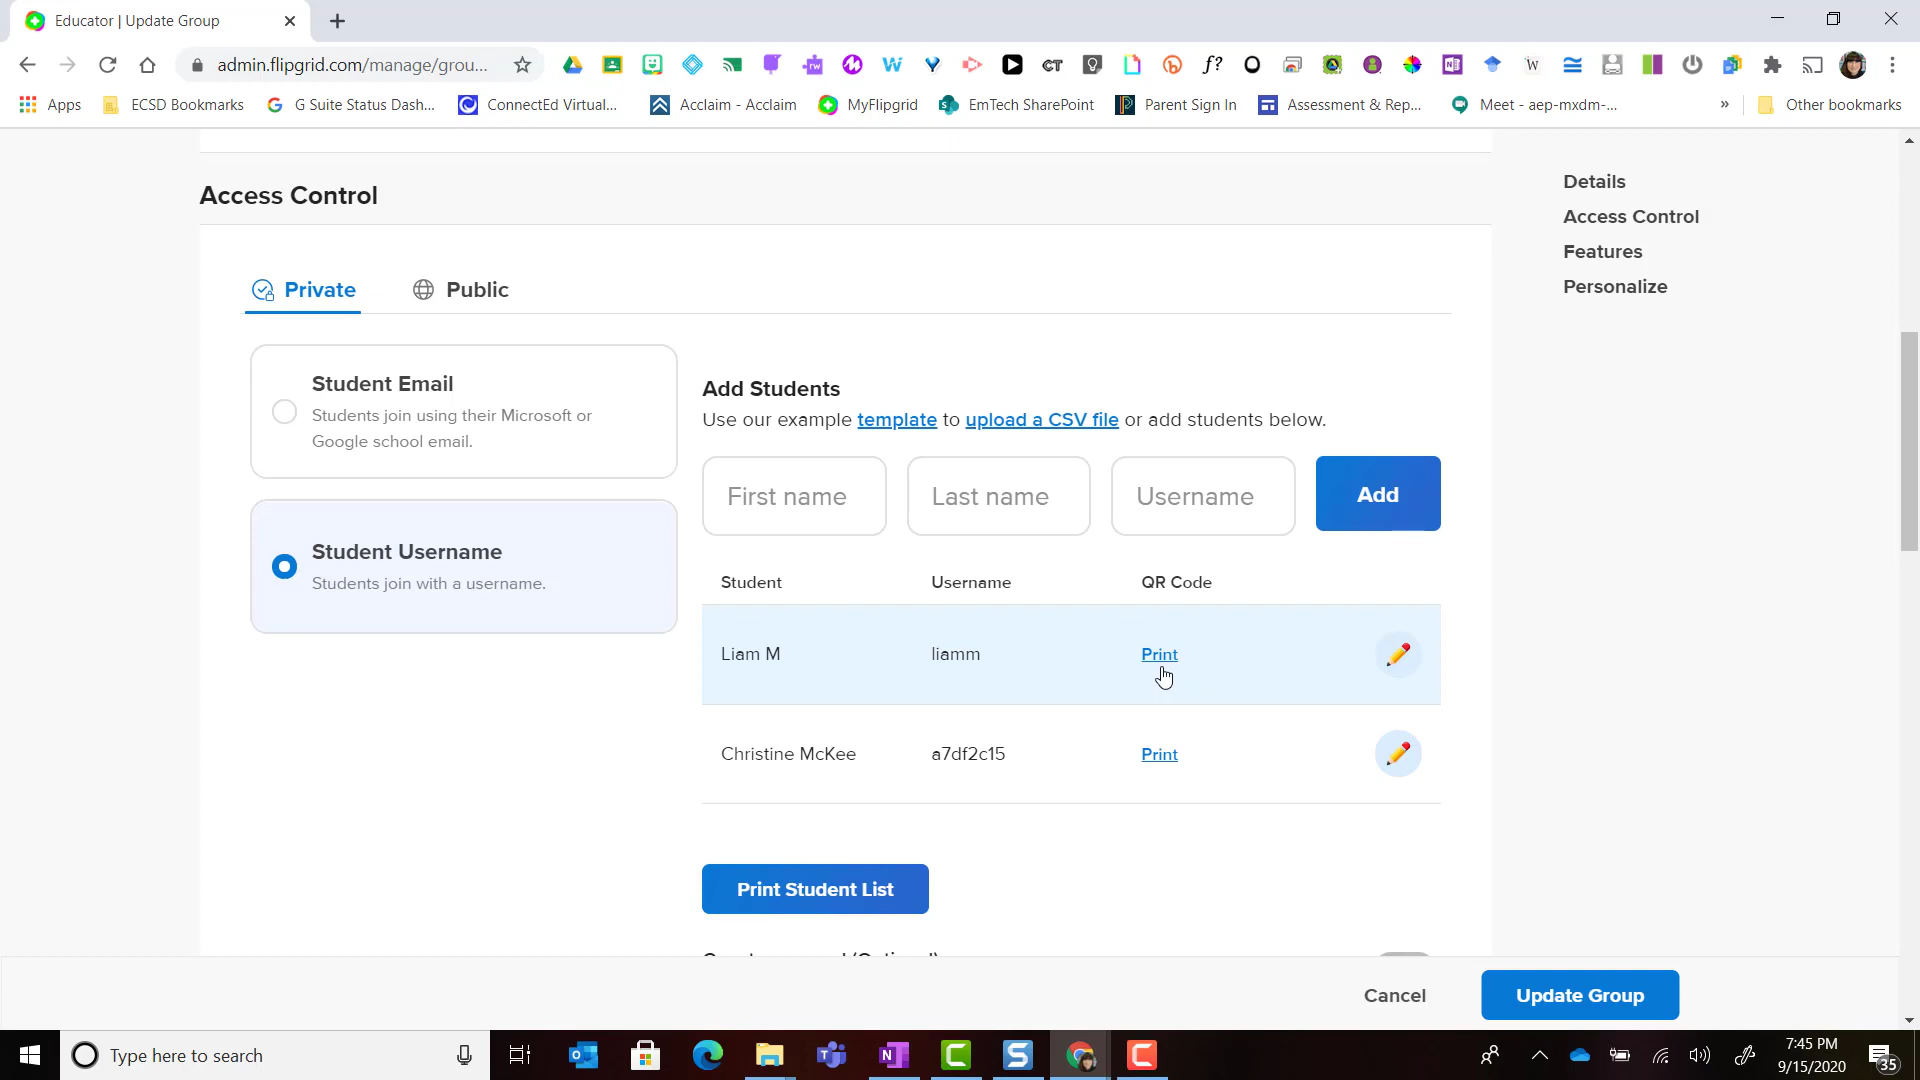 Educator | Update Group
admin.flipgrid.com/manage/grou...
Apps ECSD Bookmarks G Suite Status Dash... ConnectEd Virtual... Acclaim - Acclaim MyFlipgrid EmTech SharePoint Parent Sign In Assessment & Rep... Meet - aep-mxdm-... » Other bookmarks
Access Control
Details
Access Control
Features
Personalize
Private Public
Student Email
Students join using their Microsoft or
Google school email.
Student Username
Students join with a username.
Add Students
Use our example template to upload a CSV file or add students below.
First name Last name Username Add
Student Username QR Code
Liam M liamm Print
Christine McKee a7df2c15 Print
Print Student List
Cancel Update Group
Type here to search
7:45 PM
9/15/2020
35